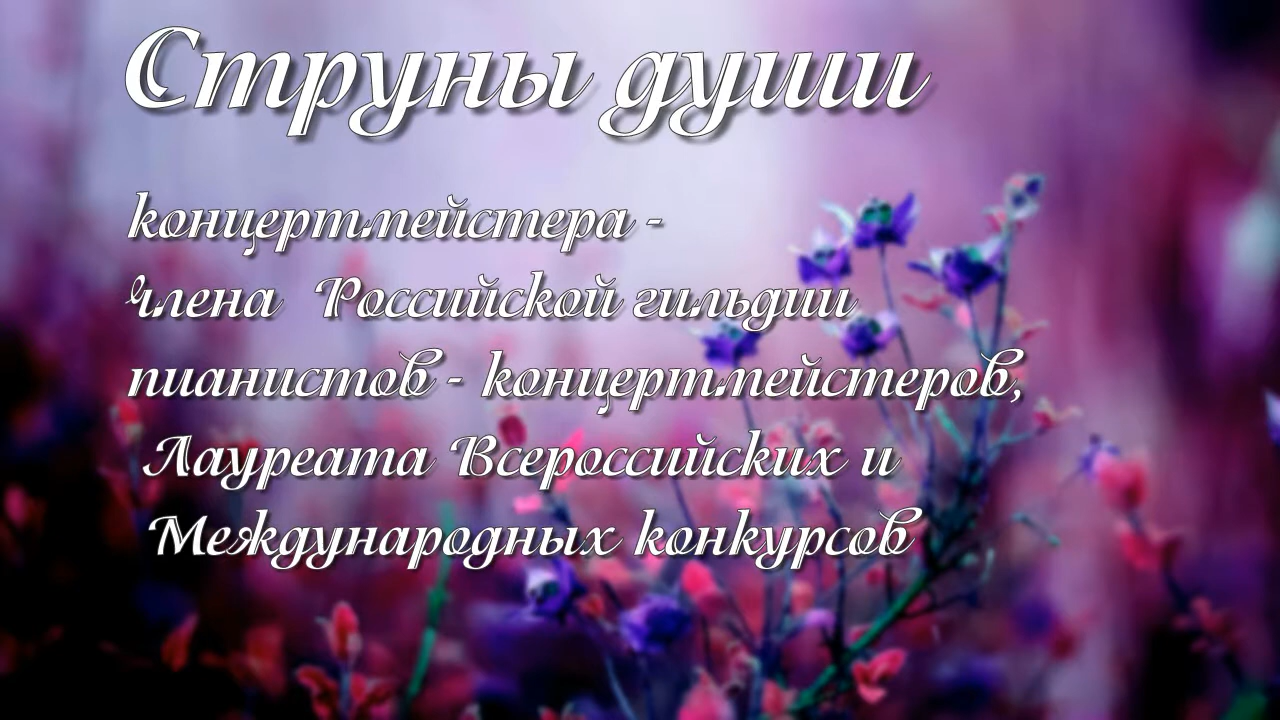 Струны души
концертмейстера -
члена Российской гильдии
пианистов - концертмейстеров,
Лауреата Всероссийских и
Международных конкурсов